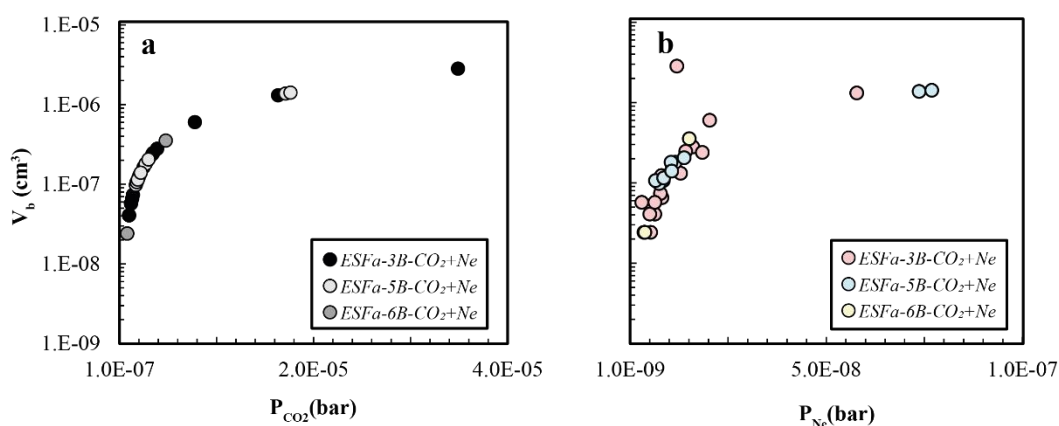 a
1.E-05
1.E-06
1.E-07
1.E-08
1.E-09
V_b (cm³)
ESFa-3B-CO₂+Ne
ESFa-5B-CO₂+Ne
ESFa-6B-CO₂+Ne
1.0E-07 2.0E-05 4.0E-05
P_CO2(bar)
b
ESFa-3B-CO₂+Ne
ESFa-5B-CO₂+Ne
ESFa-6B-CO₂+Ne
1.0E-09 5.0E-08 1.0E-07
P_Ne(bar)